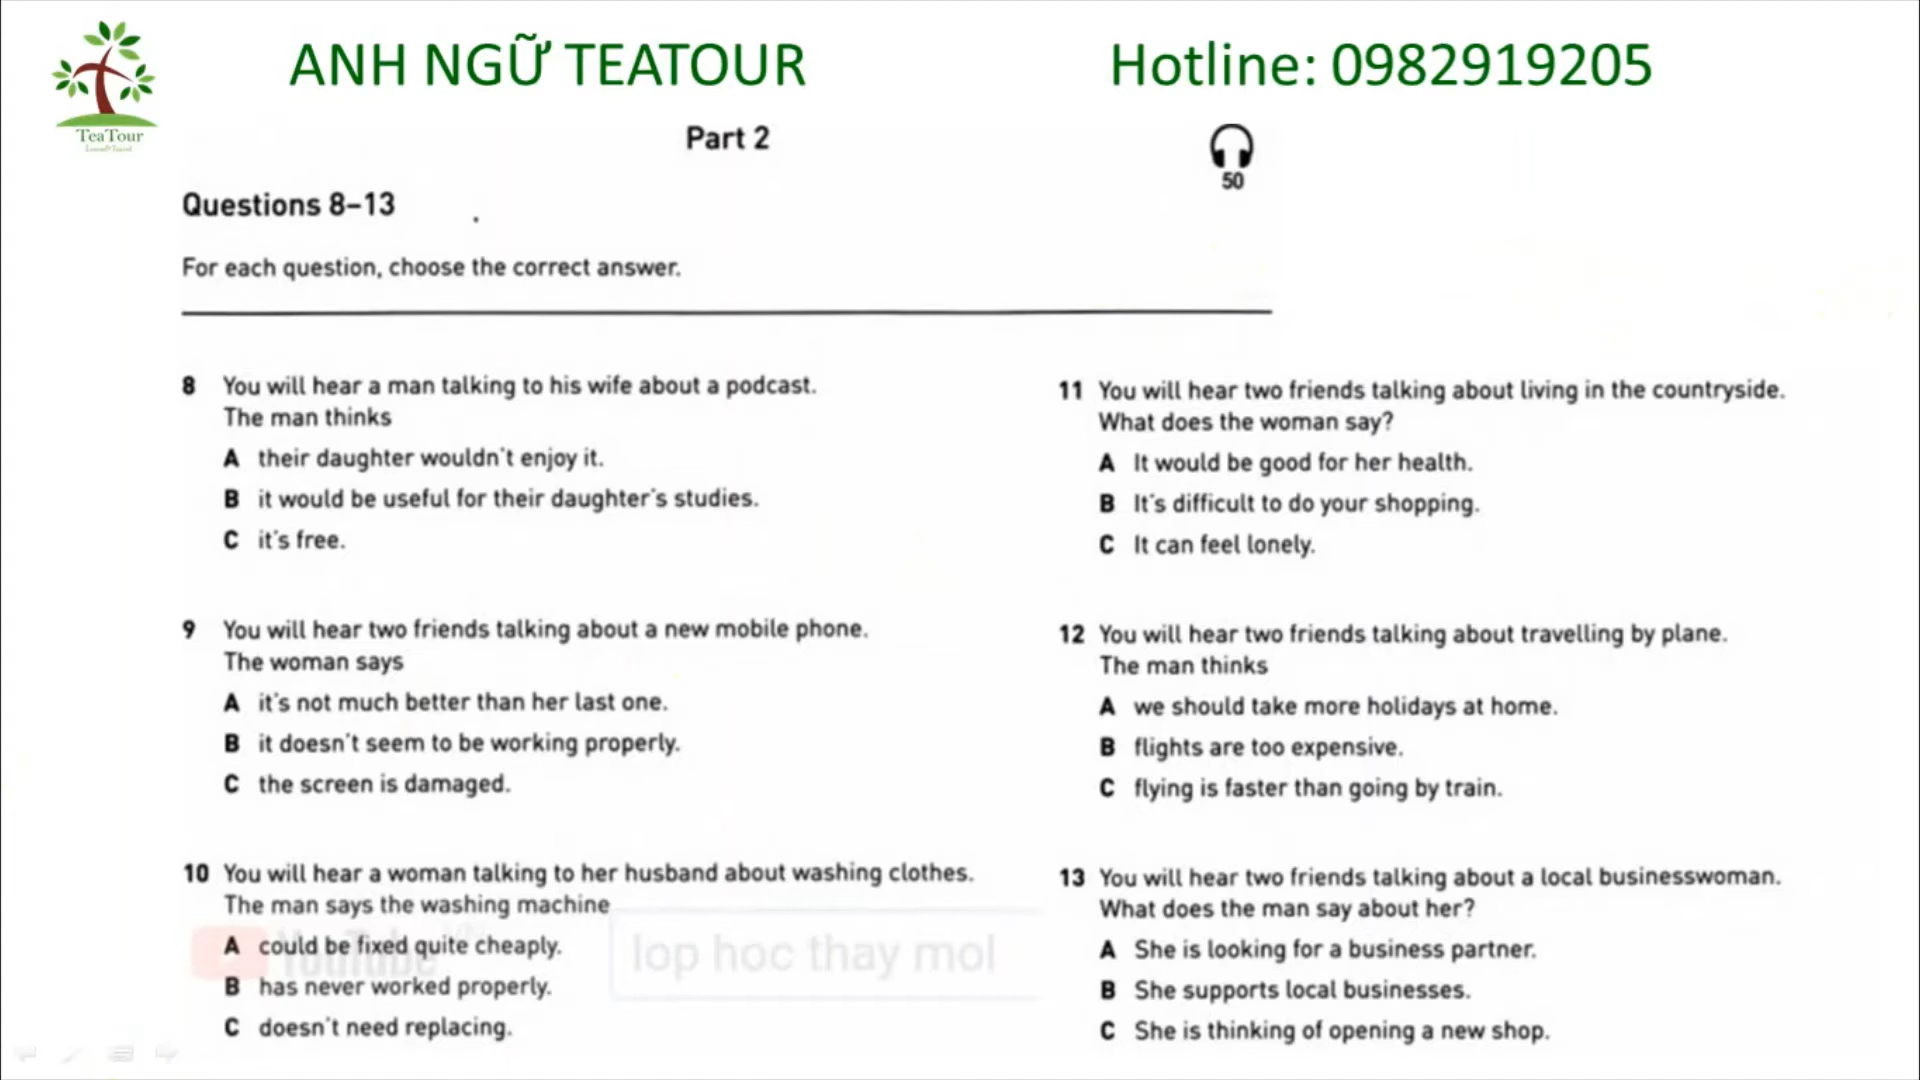 ANH NGỮ TEATOUR
Hotline: 0982919205
TeaTour
Part 2
50
Questions 8–13
For each question, choose the correct answer.
8 You will hear a man talking to his wife about a podcast.
The man thinks
A their daughter wouldn't enjoy it.
B it would be useful for their daughter's studies.
C it's free.
9 You will hear two friends talking about a new mobile phone.
The woman says
A it's not much better than her last one.
B it doesn't seem to be working properly.
C the screen is damaged.
10 You will hear a woman talking to her husband about washing clothes.
The man says the washing machine
A could be fixed quite cheaply.
B has never worked properly.
C doesn't need replacing.
YouTube
lop hoc thay mol
11 You will hear two friends talking about living in the countryside.
What does the woman say?
A It would be good for her health.
B It's difficult to do your shopping.
C It can feel lonely.
12 You will hear two friends talking about travelling by plane.
The man thinks
A we should take more holidays at home.
B flights are too expensive.
C flying is faster than going by train.
13 You will hear two friends talking about a local businesswoman.
What does the man say about her?
A She is looking for a business partner.
B She supports local businesses.
C She is thinking of opening a new shop.